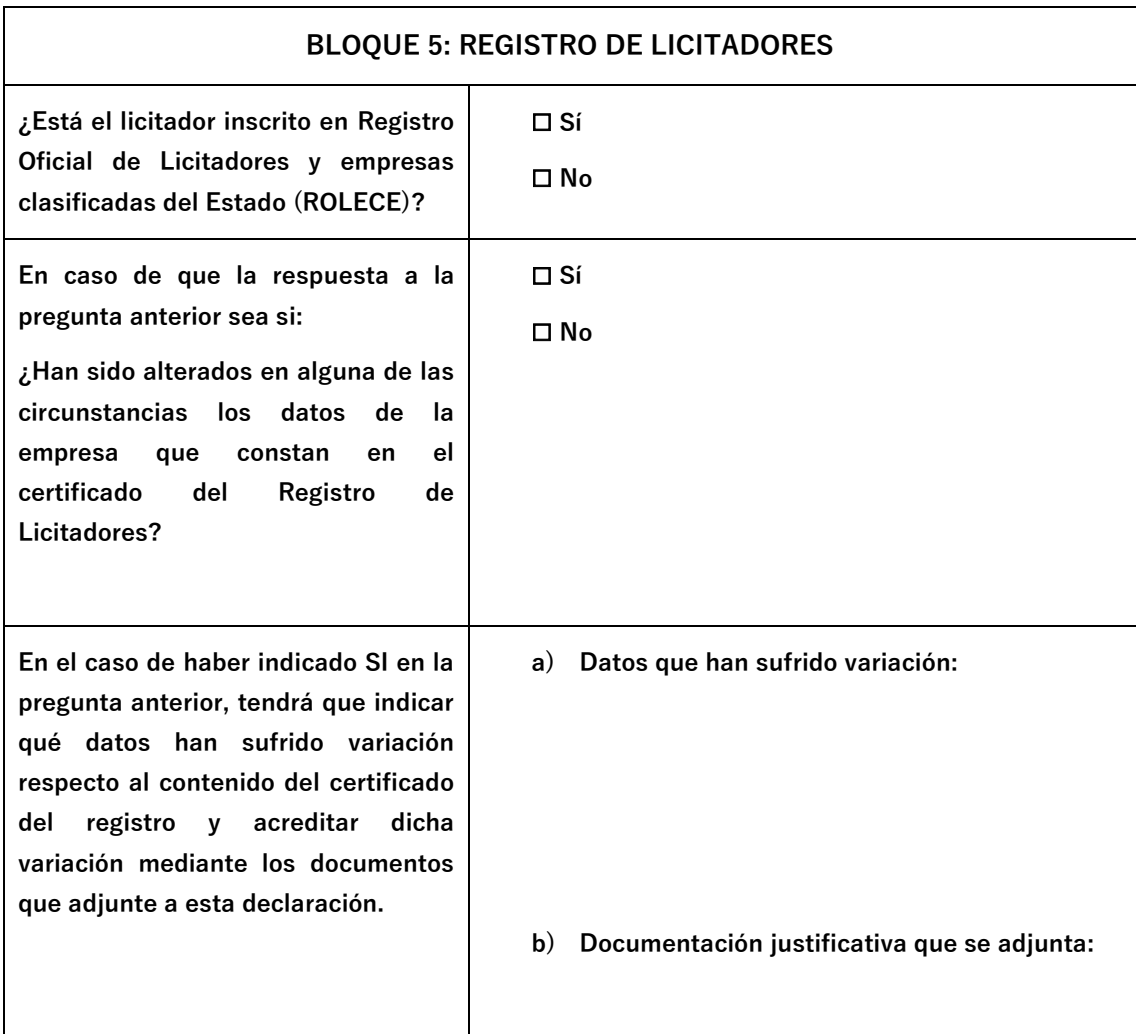 BLOQUE 5: REGISTRO DE LICITADORES
¿Está el licitador inscrito en Registro
Oficial de Licitadores y empresas
clasificadas del Estado (ROLECE)?
☐ Sí
☐ No
En caso de que la respuesta a la
pregunta anterior sea si:
¿Han sido alterados en alguna de las
circunstancias los datos de la
empresa que constan en el
certificado del Registro de
Licitadores?
☐ Sí
☐ No
En el caso de haber indicado SI en la
pregunta anterior, tendrá que indicar
qué datos han sufrido variación
respecto al contenido del certificado
del registro y acreditar dicha
variación mediante los documentos
que adjunte a esta declaración.
a) Datos que han sufrido variación:
b) Documentación justificativa que se adjunta: